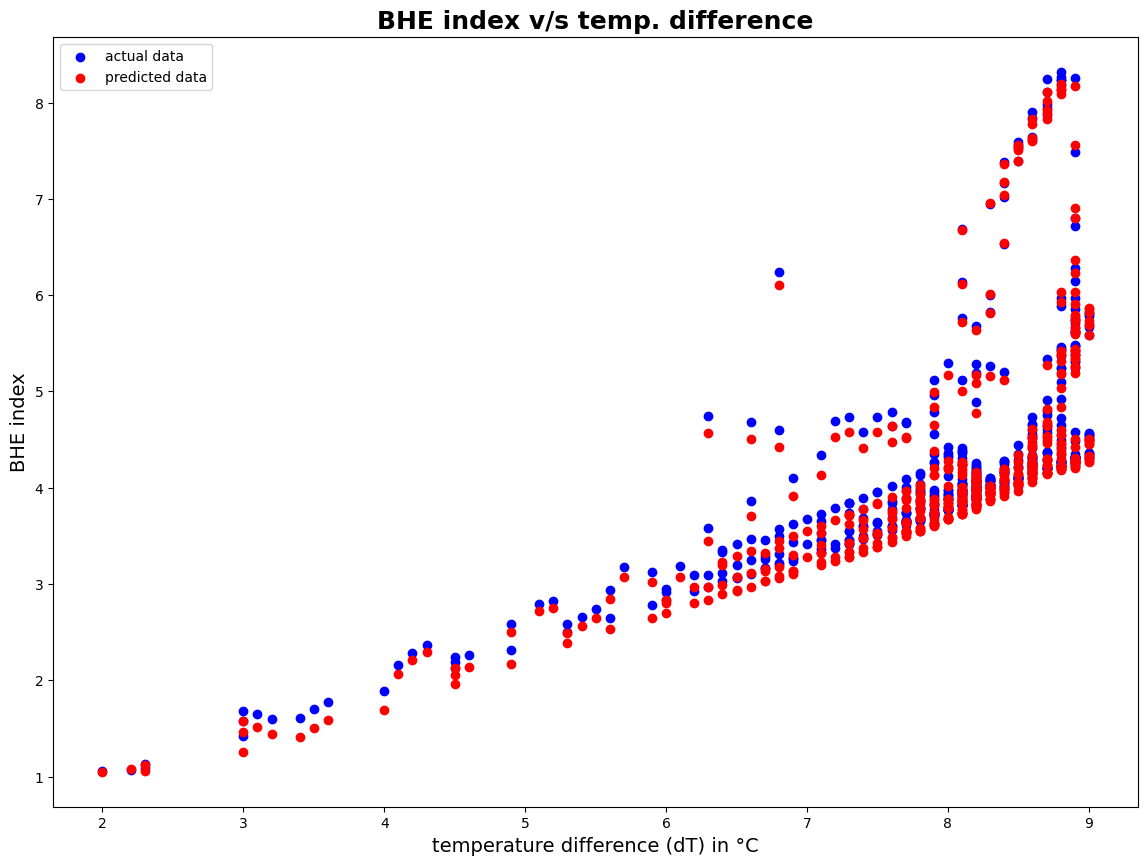 BHE index v/s temp. difference
actual data
predicted data
BHE index
8
7
6
5
4
3
2
1
2 3 4 5 6 7 8 9
temperature difference (dT) in °C